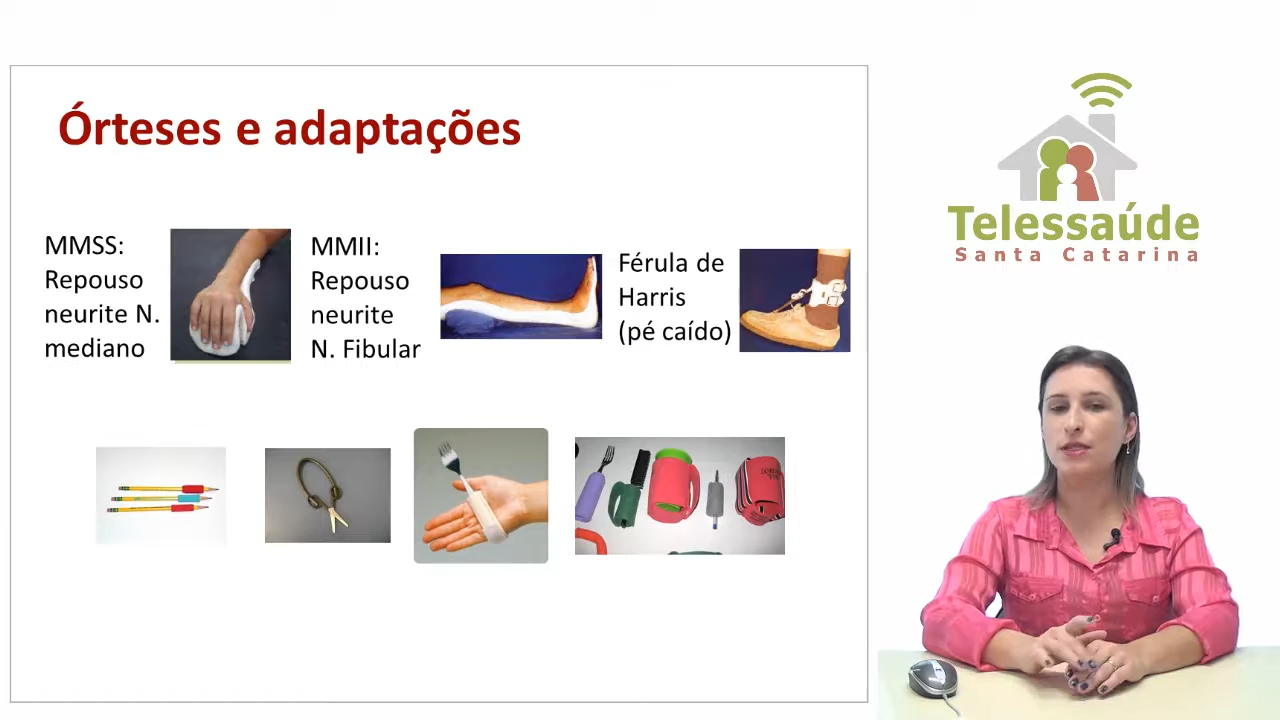 Órteses e adaptações
MMSS:
Repouso
neurite N.
mediano
MMII:
Repouso
neurite
N. Fibular
Férula de
Harris
(pé caído)
Telessaúde
Santa Catarina